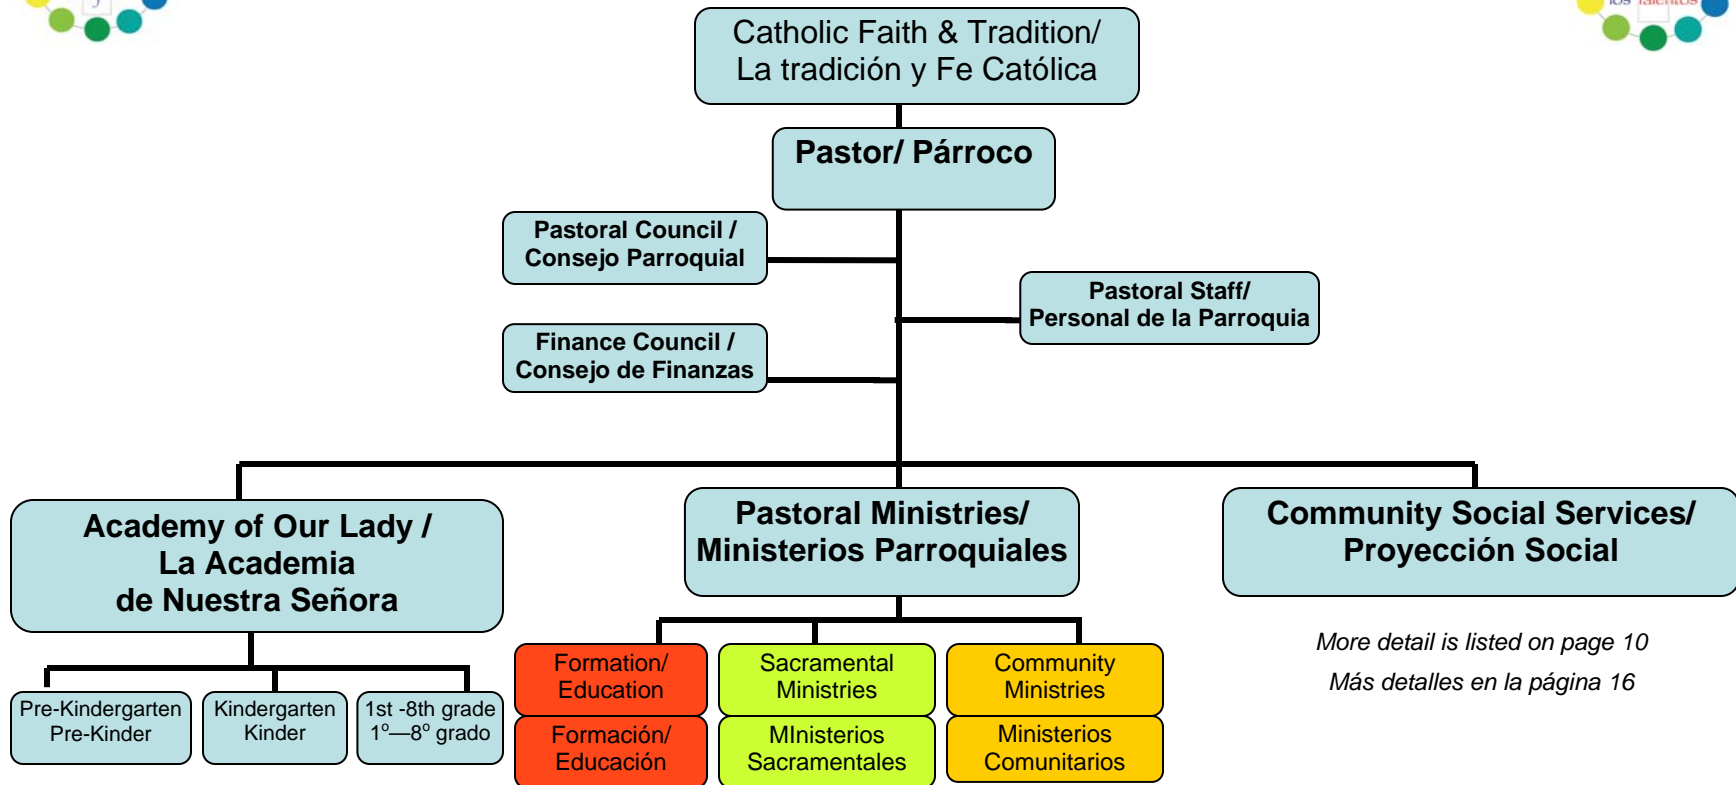 y
los Talentos
Catholic Faith & Tradition/
La tradición y Fe Católica
Pastor/ Párroco
Pastoral Council /
Consejo Parroquial
Pastoral Staff/
Personal de la Parroquia
Finance Council /
Consejo de Finanzas
Academy of Our Lady /
La Academia
de Nuestra Señora
Pastoral Ministries/
Ministerios Parroquiales
Community Social Services/
Proyección Social
More detail is listed on page 10
Más detalles en la página 16
Pre-Kindergarten
Pre-Kinder
Kindergarten
Kinder
1st -8th grade
1º—8º grado
Formation/
Education
Formación/
Educación
Sacramental
Ministries
MInisterios
Sacramentales
Community
Ministries
Ministerios
Comunitarios